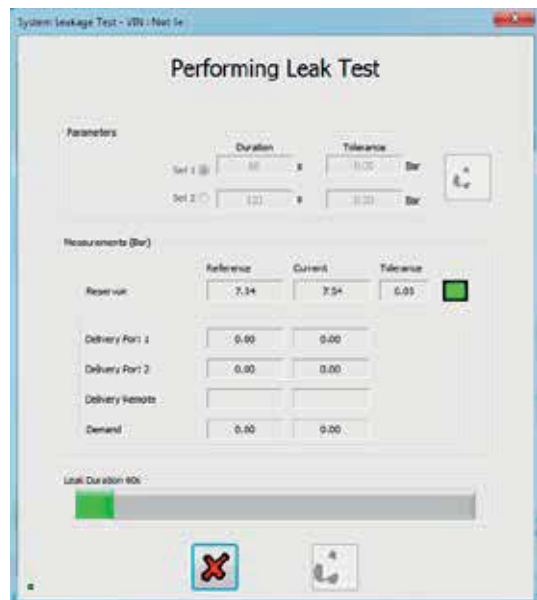 System Leakage Test - VIN : Not
Performing Leak Test
Parameters
Duration Tolerance
Set 1 60 s Bar
Set 2 120 s Bar
Measurements (Bar)
Reference Current Tolerance
Reservoir 7.54 7.54 0.05
Delivery Port 1 0.00 0.00
Delivery Port 2 0.00 0.00
Delivery Remote
Demand 0.00 0.00
Leak Duration 60s